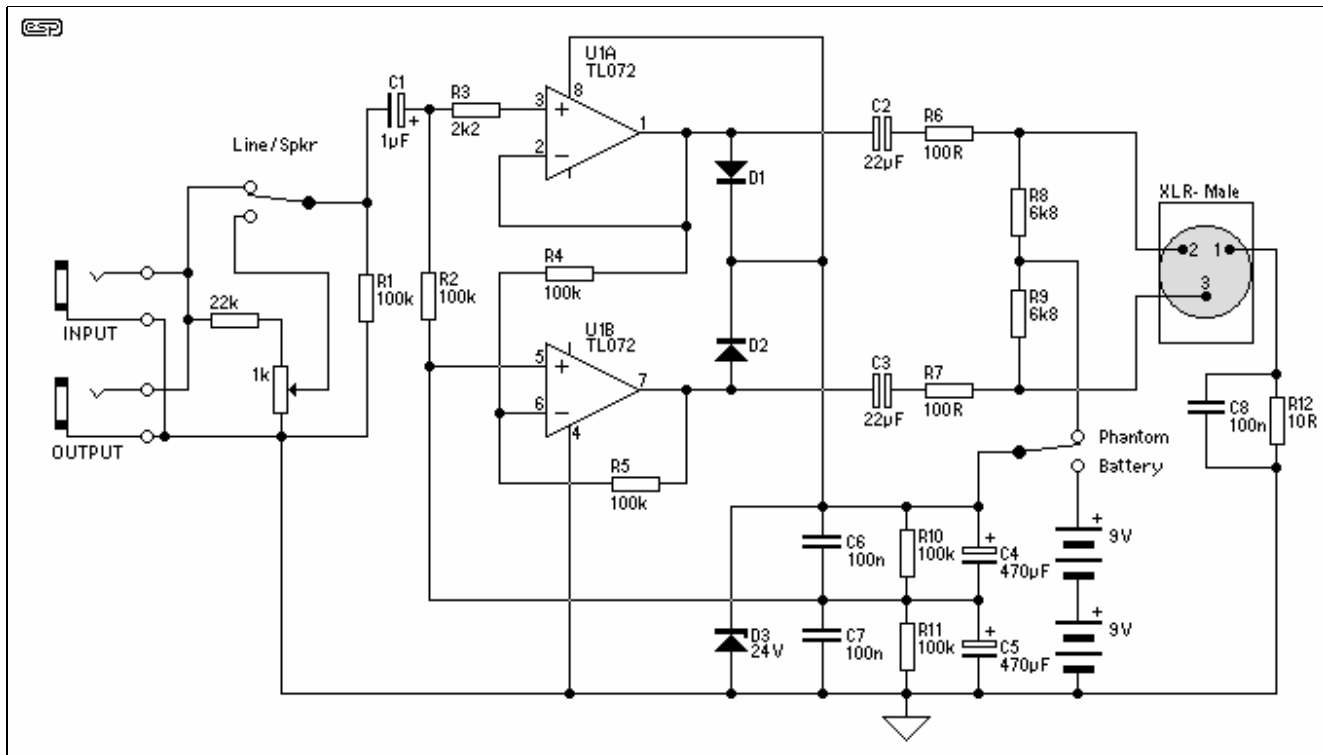 esp
U1A
TL072
8
C1
1µF
+
R3
2k2
3
+
2
−
1
C2
22µF
R6
100R
Line/Spkr
D1
XLR- Male
R8
6k8
2
1
3
R4
100k
R1
100k
R2
100k
INPUT
22k
R9
6k8
U1B
TL072
D2
5
+
6
−
7
4
1k
C3
22µF
R7
100R
C8
100n
R12
10R
OUTPUT
Phantom
Battery
R5
100k
C6
100n
R10
100k
+
C4
470µF
+
9V
D3
24V
C7
100n
R11
100k
+
C5
470µF
+
9V